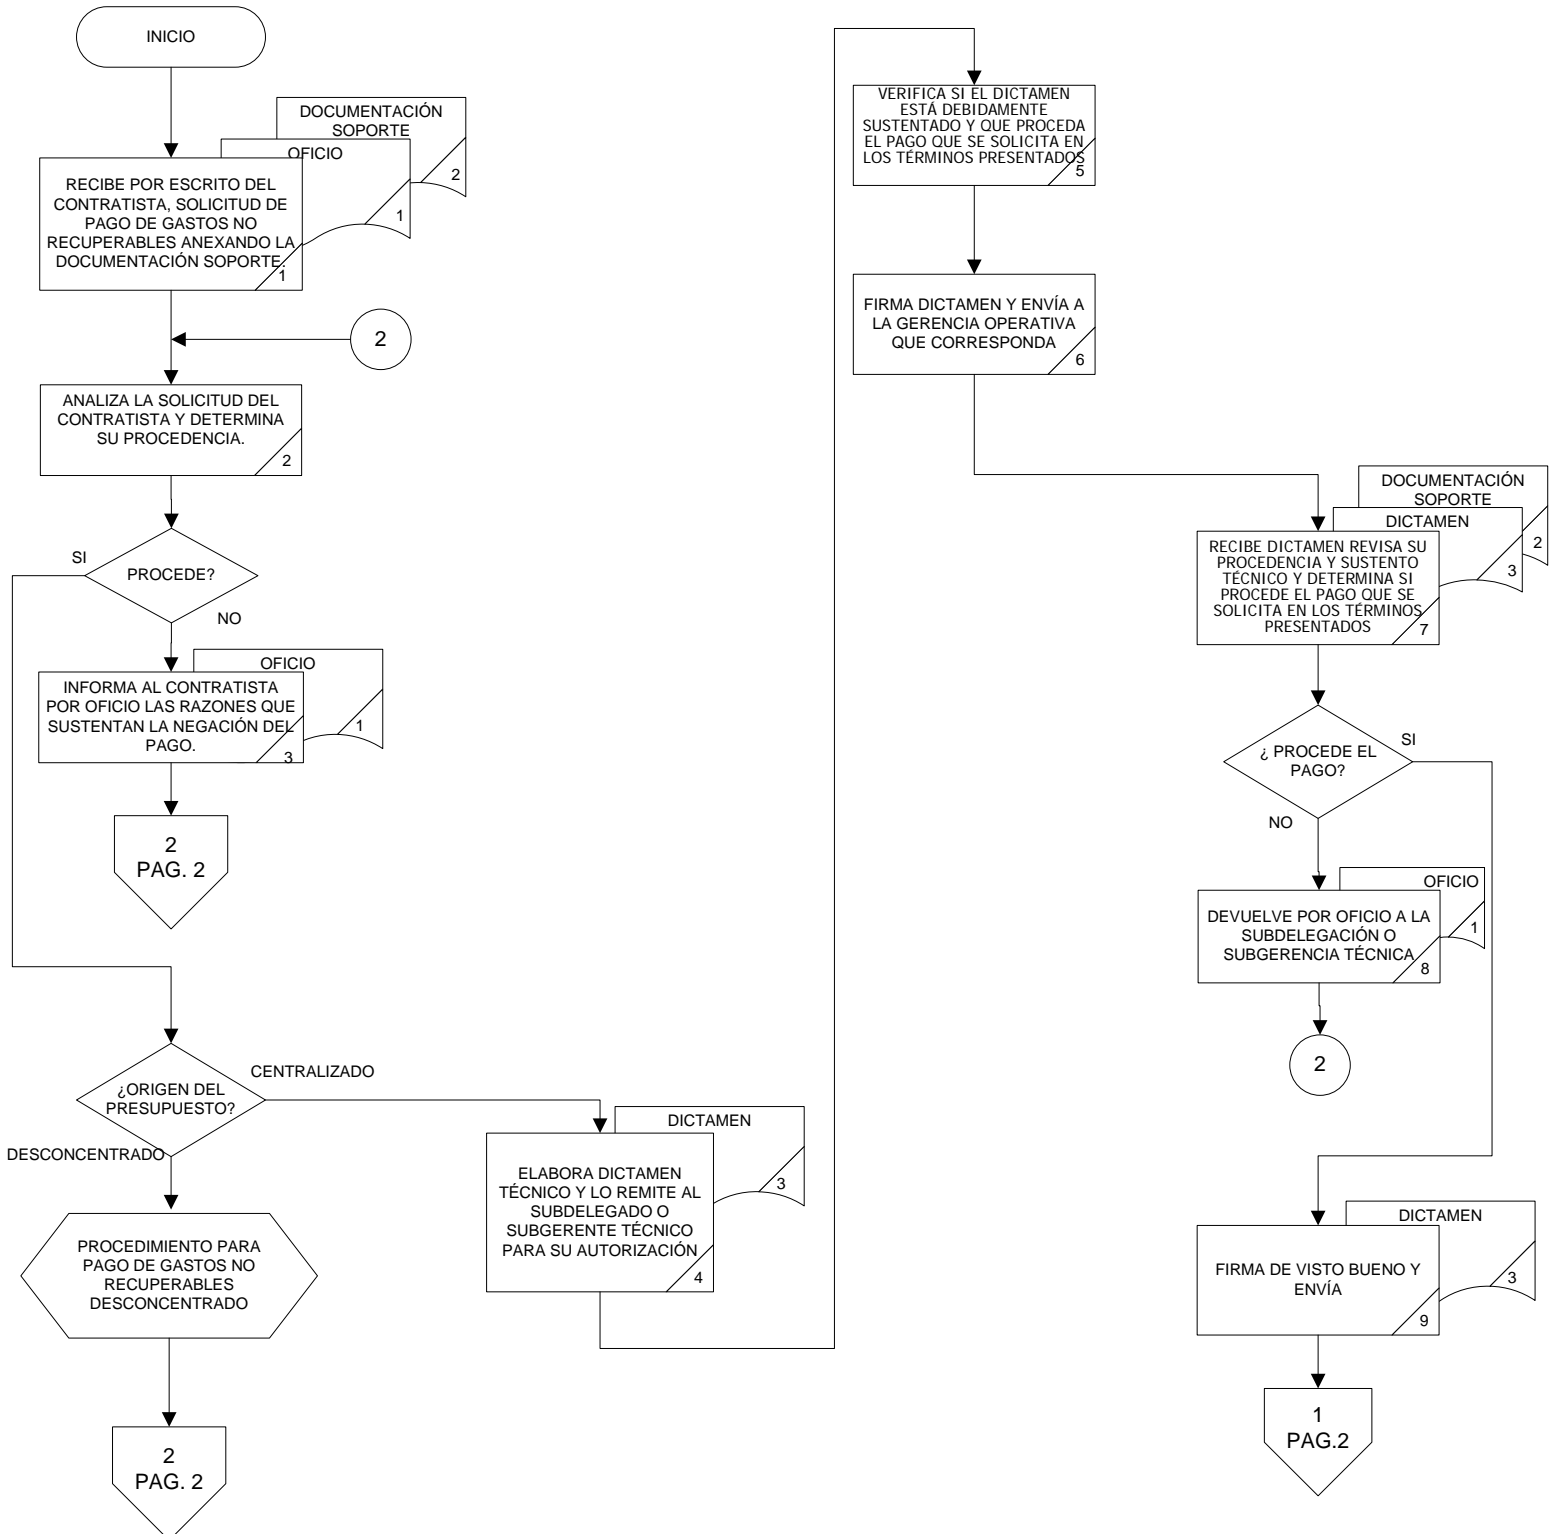 INICIO
DOCUMENTACIÓN
SOPORTE
2
OFICIO
1
RECIBE POR ESCRITO DEL
CONTRATISTA, SOLICITUD DE
PAGO DE GASTOS NO
RECUPERABLES ANEXANDO LA
DOCUMENTACIÓN SOPORTE.
1
2
ANALIZA LA SOLICITUD DEL
CONTRATISTA Y DETERMINA
SU PROCEDENCIA.
2
SI
PROCEDE?
NO
OFICIO
1
INFORMA AL CONTRATISTA
POR OFICIO LAS RAZONES QUE
SUSTENTAN LA NEGACIÓN DEL
PAGO.
3
2
PAG. 2
¿ORIGEN DEL
PRESUPUESTO?
CENTRALIZADO
DESCONCENTRADO
PROCEDIMIENTO PARA
PAGO DE GASTOS NO
RECUPERABLES
DESCONCENTRADO
2
PAG. 2
DICTAMEN
3
ELABORA DICTAMEN
TÉCNICO Y LO REMITE AL
SUBDELEGADO O
SUBGERENTE TÉCNICO
PARA SU AUTORIZACIÓN
4
VERIFICA SI EL DICTAMEN
ESTÁ DEBIDAMENTE
SUSTENTADO Y QUE PROCEDA
EL PAGO QUE SE SOLICITA EN
LOS TÉRMINOS PRESENTADOS
5
FIRMA DICTAMEN Y ENVÍA A
LA GERENCIA OPERATIVA
QUE CORRESPONDA
6
DOCUMENTACIÓN
SOPORTE
2
DICTAMEN
3
RECIBE DICTAMEN REVISA SU
PROCEDENCIA Y SUSTENTO
TÉCNICO Y DETERMINA SI
PROCEDE EL PAGO QUE SE
SOLICITA EN LOS TÉRMINOS
PRESENTADOS
7
¿ PROCEDE EL
PAGO?
SI
NO
OFICIO
1
DEVUELVE POR OFICIO A LA
SUBDELEGACIÓN O
SUBGERENCIA TÉCNICA
8
2
DICTAMEN
3
FIRMA DE VISTO BUENO Y
ENVÍA
9
1
PAG.2